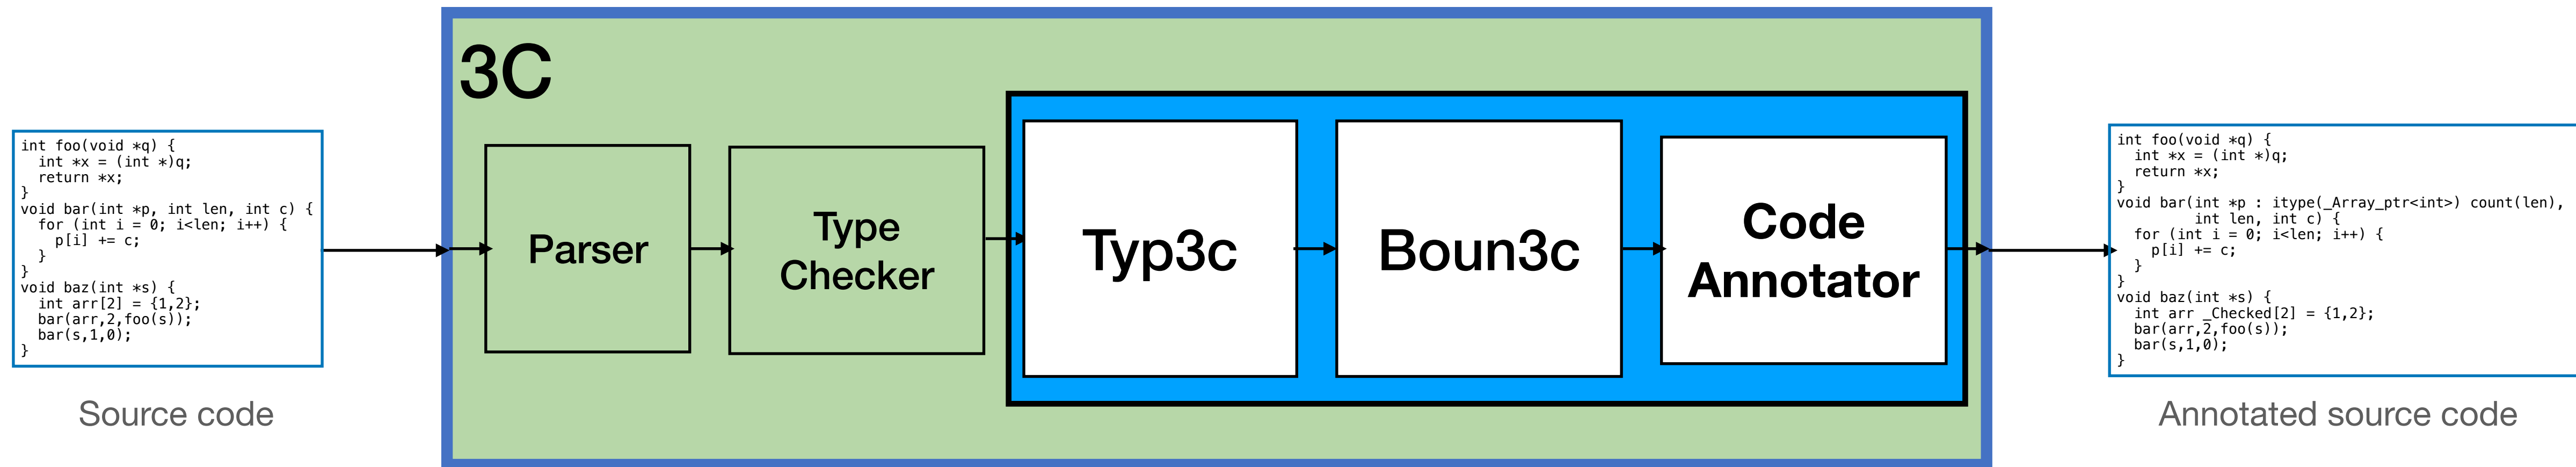 int foo(void *q) {
  int *x = (int *)q;
  return *x;
}
void bar(int *p, int len, int c) {
  for (int i = 0; i<len; i++) {
    p[i] += c;
  }
}
void baz(int *s) {
  int arr[2] = {1,2};
  bar(arr,2,foo(s));
  bar(s,1,0);
}
Source code
3C
Parser
Type
Checker
Typp3c
Boun3c
Code
Annotator
int foo(void *q) {
  int *x = (int *)q;
  return *x;
}
void bar(int *p : itype(_Array_ptr<int>) count(len),
         int len, int c) {
  for (int i = 0; i<len; i++) {
    p[i] += c;
  }
}
void baz(int *s) {
  int arr _Checked[2] = {1,2};
  bar(arr,2,foo(s));
  bar(s,1,0);
}
Annotated source code